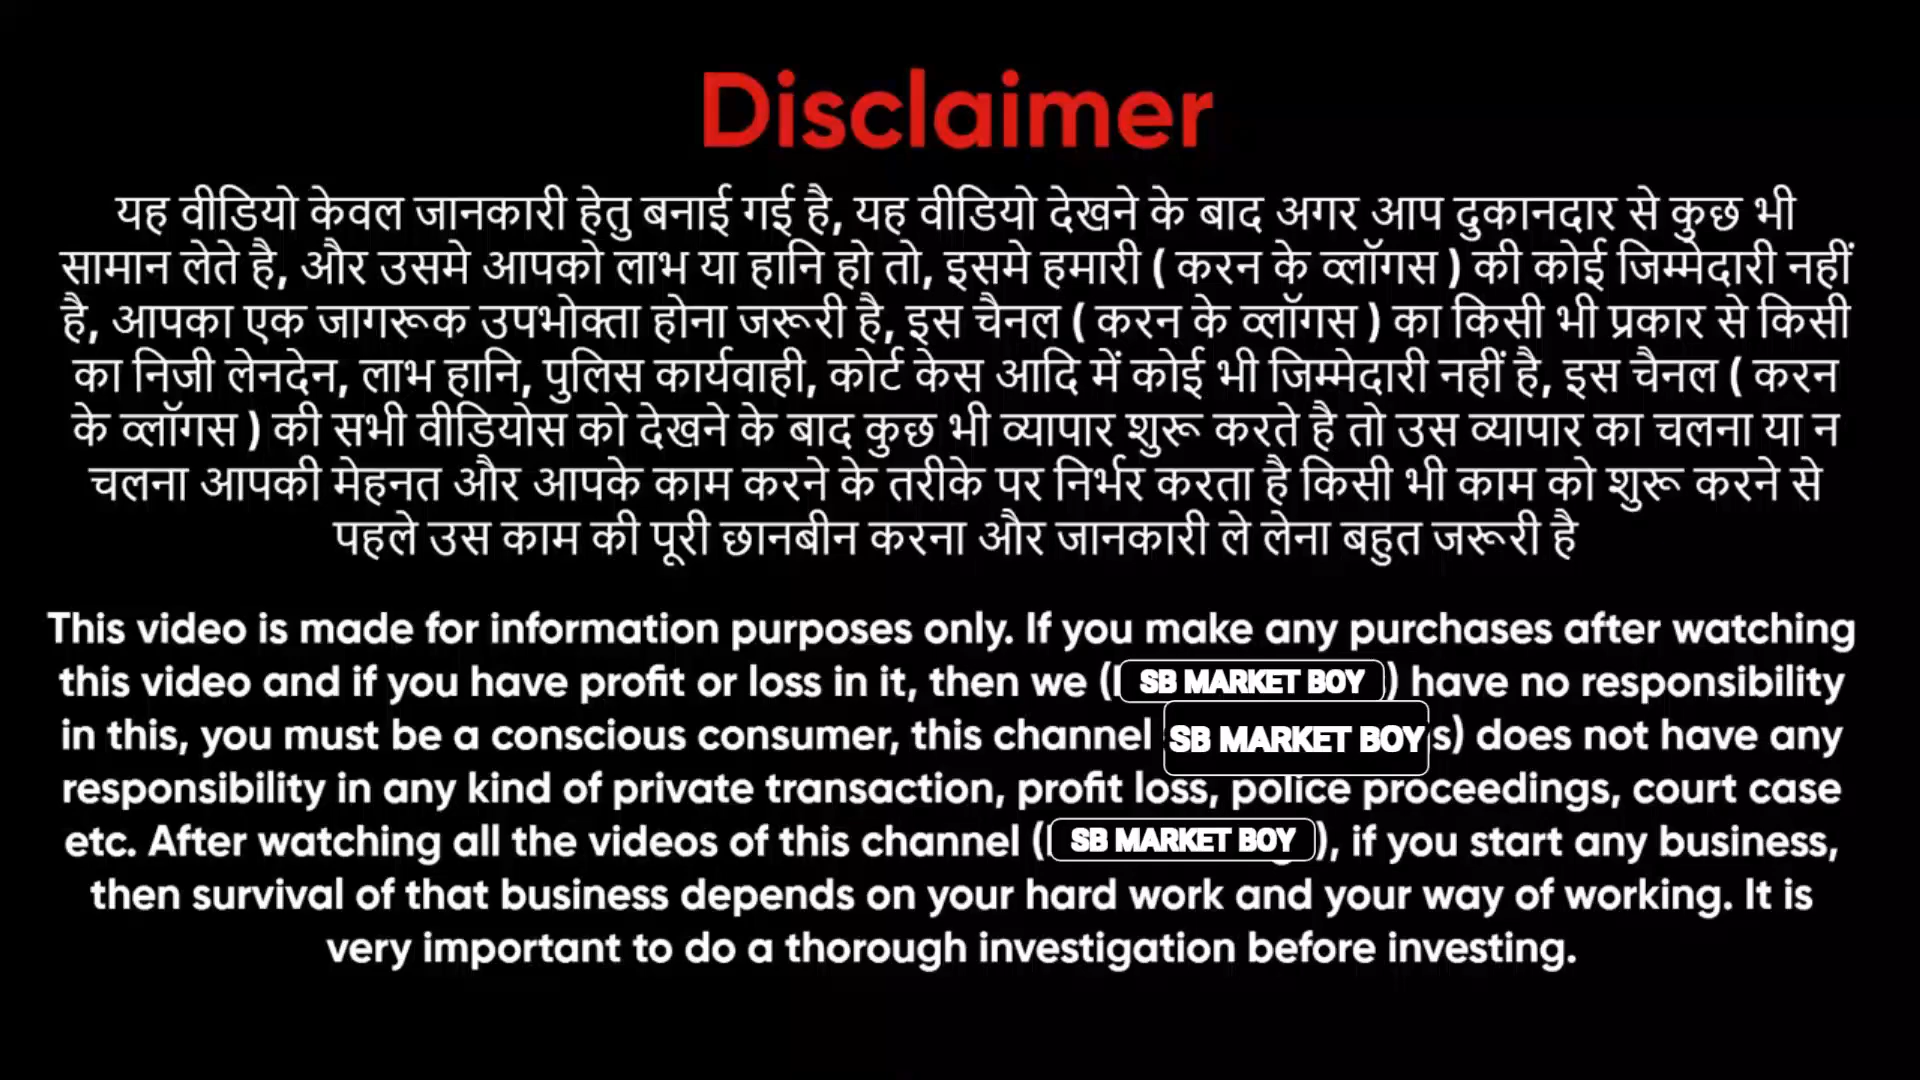 Disclaimer
यह वीडियो केवल जानकारी हेतु बनाई गई है, यह वीडियो देखने के बाद अगर आप दुकानदार से कुछ भी
सामान लेते है, और उसमे आपको लाभ या हानि हो तो, इसमे हमारी ( करन के व्लॉगस ) की कोई जिम्मेदारी नहीं
है, आपका एक जागरूक उपभोक्ता होना जरूरी है, इस चैनल ( करन के व्लॉगस ) का किसी भी प्रकार से किसी
का निजी लेनदेन, लाभ हानि, पुलिस कार्यवाही, कोर्ट केस आदि में कोई भी जिम्मेदारी नहीं है, इस चैनल ( करन
के व्लॉगस ) की सभी वीडियोस को देखने के बाद कुछ भी व्यापार शुरू करते है तो उस व्यापार का चलना या न
चलना आपकी मेहनत और आपके काम करने के तरीके पर निर्भर करता है किसी भी काम को शुरू करने से
पहले उस काम की पूरी छानबीन करना और जानकारी ले लेना बहुत जरूरी है
This video is made for information purposes only. If you make any purchases after watching
this video and if you have profit or loss in it, then we ( SB MARKET BOY ) have no responsibility
in this, you must be a conscious consumer, this channel SB MARKET BOY s) does not have any
responsibility in any kind of private transaction, profit loss, police proceedings, court case
etc. After watching all the videos of this channel ( SB MARKET BOY ), if you start any business,
then survival of that business depends on your hard work and your way of working. It is
very important to do a thorough investigation before investing.